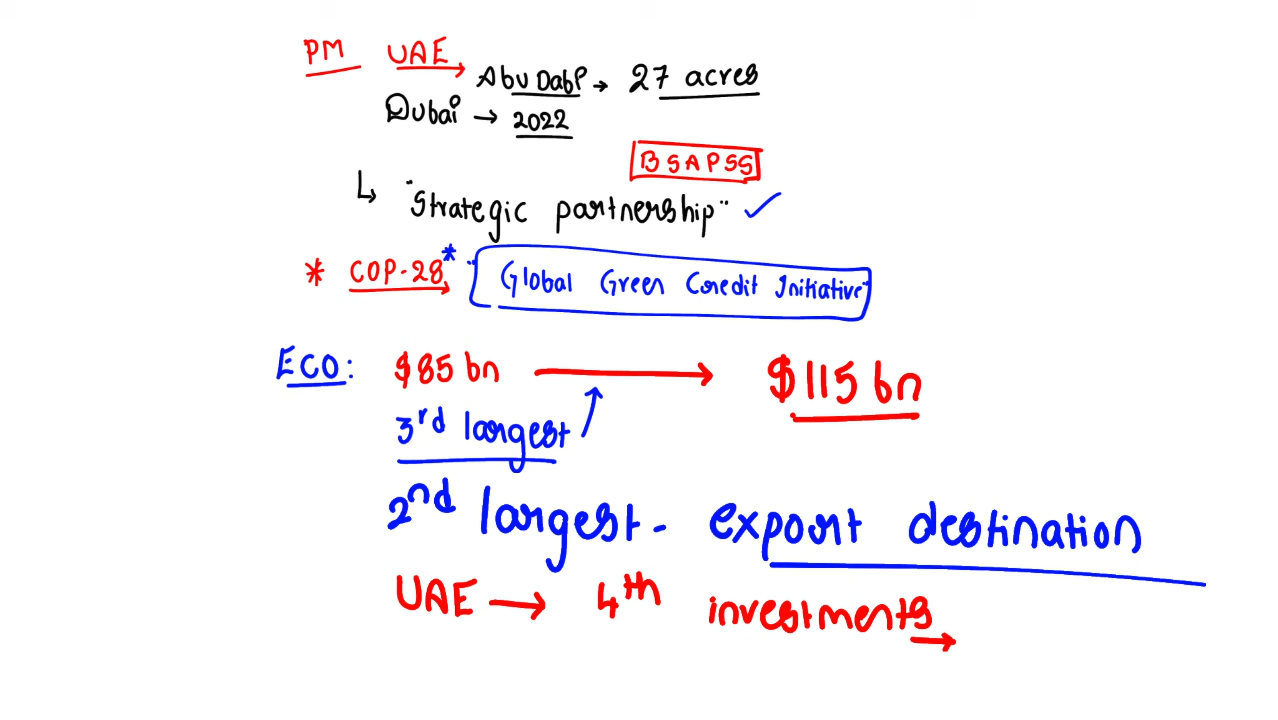 PM UAE
Abu Dabi → 27 acres
Dubai → 2022
BSAPSS
↳ "Strategic partnership" ✓
* COP-28* "Global Green Credit Initiative"
ECO: $85 bn → $115 bn
3rd largest
2nd largest - export destination
UAE → 4th investments →